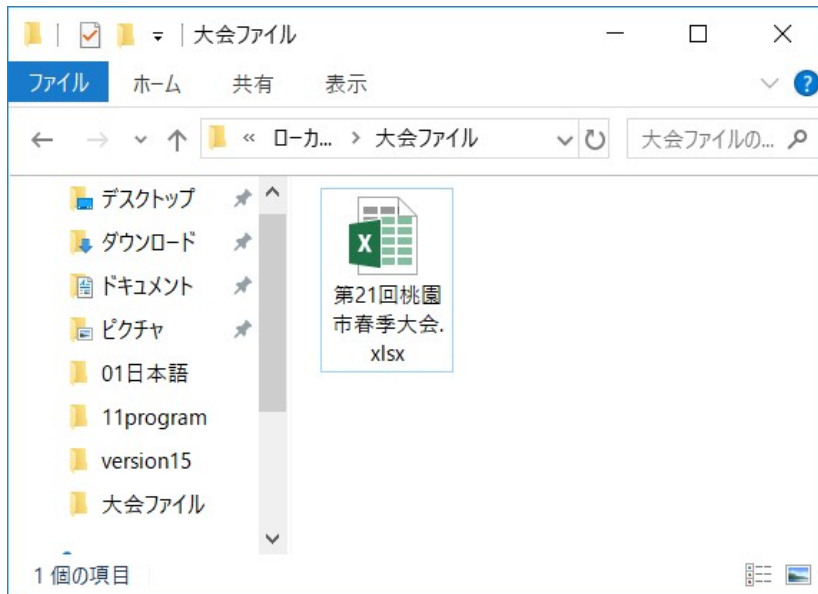 大会ファイル
ファイル ホーム 共有 表示
« ローカ... › 大会ファイル 大会ファイルの...
デスクトップ
ダウンロード
ドキュメント
ピクチャ
01日本語
11program
version15
大会ファイル
第21回桃園
市春季大会.
xlsx
1 個の項目